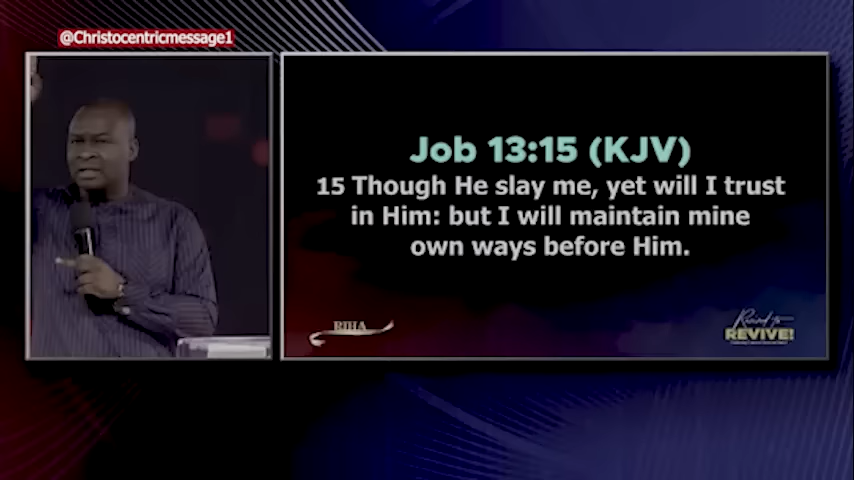 @Christocentricmessage1
Job 13:15 (KJV)
15 Though He slay me, yet will I trust
in Him: but I will maintain mine
own ways before Him.
REVIVE!